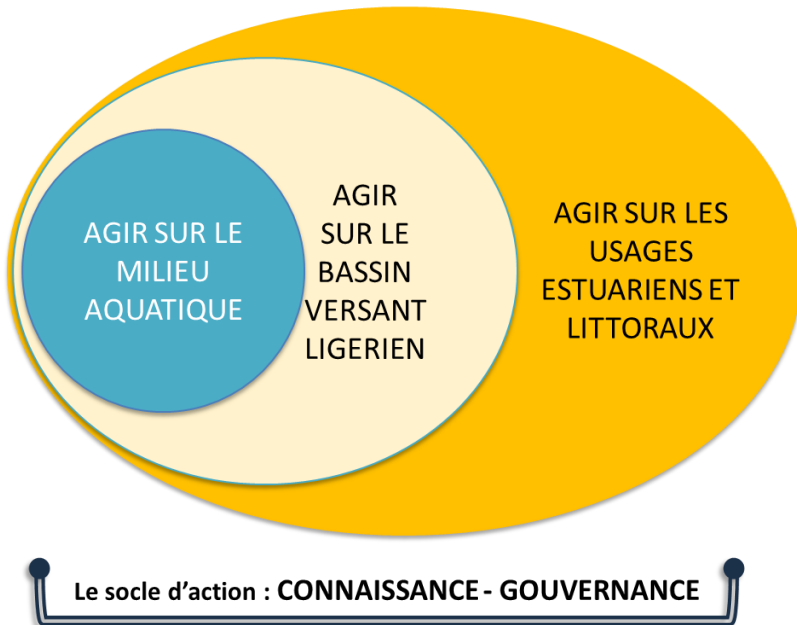 AGIR SUR LE
MILIEU
AQUATIQUE
AGIR
SUR LE
BASSIN
VERSANT
LIGERIEN
AGIR SUR LES
USAGES
ESTUARIENS ET
LITTORAUX
Le socle d’action : CONNAISSANCE - GOUVERNANCE